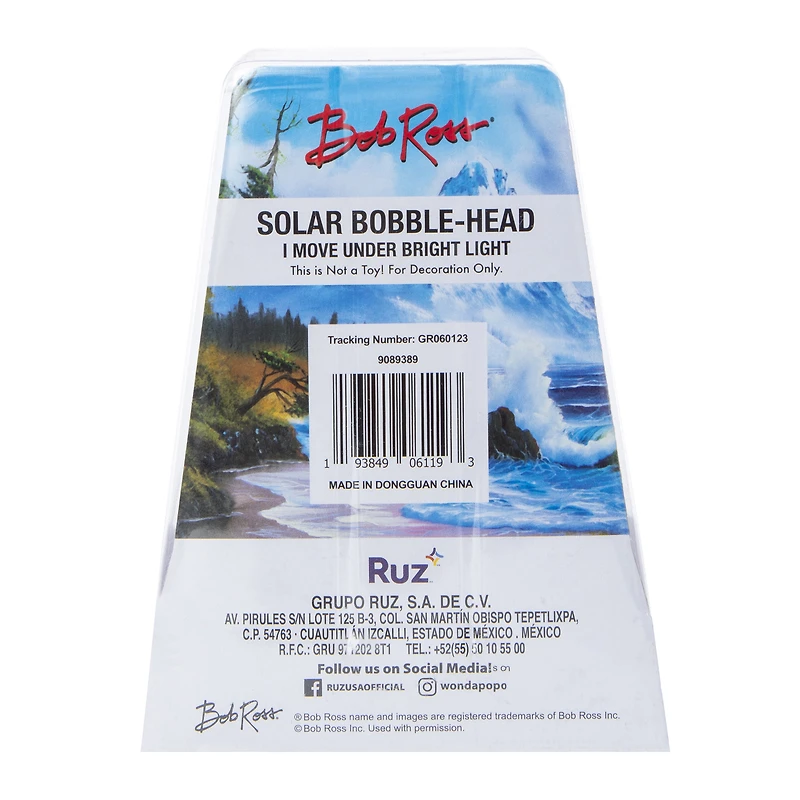 Bob Ross®
SOLAR BOBBLE-HEAD
I MOVE UNDER BRIGHT LIGHT
This is Not a Toy! For Decoration Only.
Tracking Number: GR060123
9089389
1 93849 06119 3
MADE IN DONGGUAN CHINA
Ruz
GRUPO RUZ, S.A. DE C.V.
AV. PIRULES S/N LOTE 125 B-3, COL. SAN MARTÍN OBISPO TEPETLIXPA,
C.P. 54763 · CUAUTITLÁN IZCALLI, ESTADO DE MÉXICO . MÉXICO
R.F.C.: GRU 971202 8T1 TEL.: +52(55) 50 10 55 00
Follow us on Social Media!
RUZUSAOFFICIAL wondapopo
Bob Ross.
® Bob Ross name and images are registered trademarks of Bob Ross Inc.
© Bob Ross Inc. Used with permission.